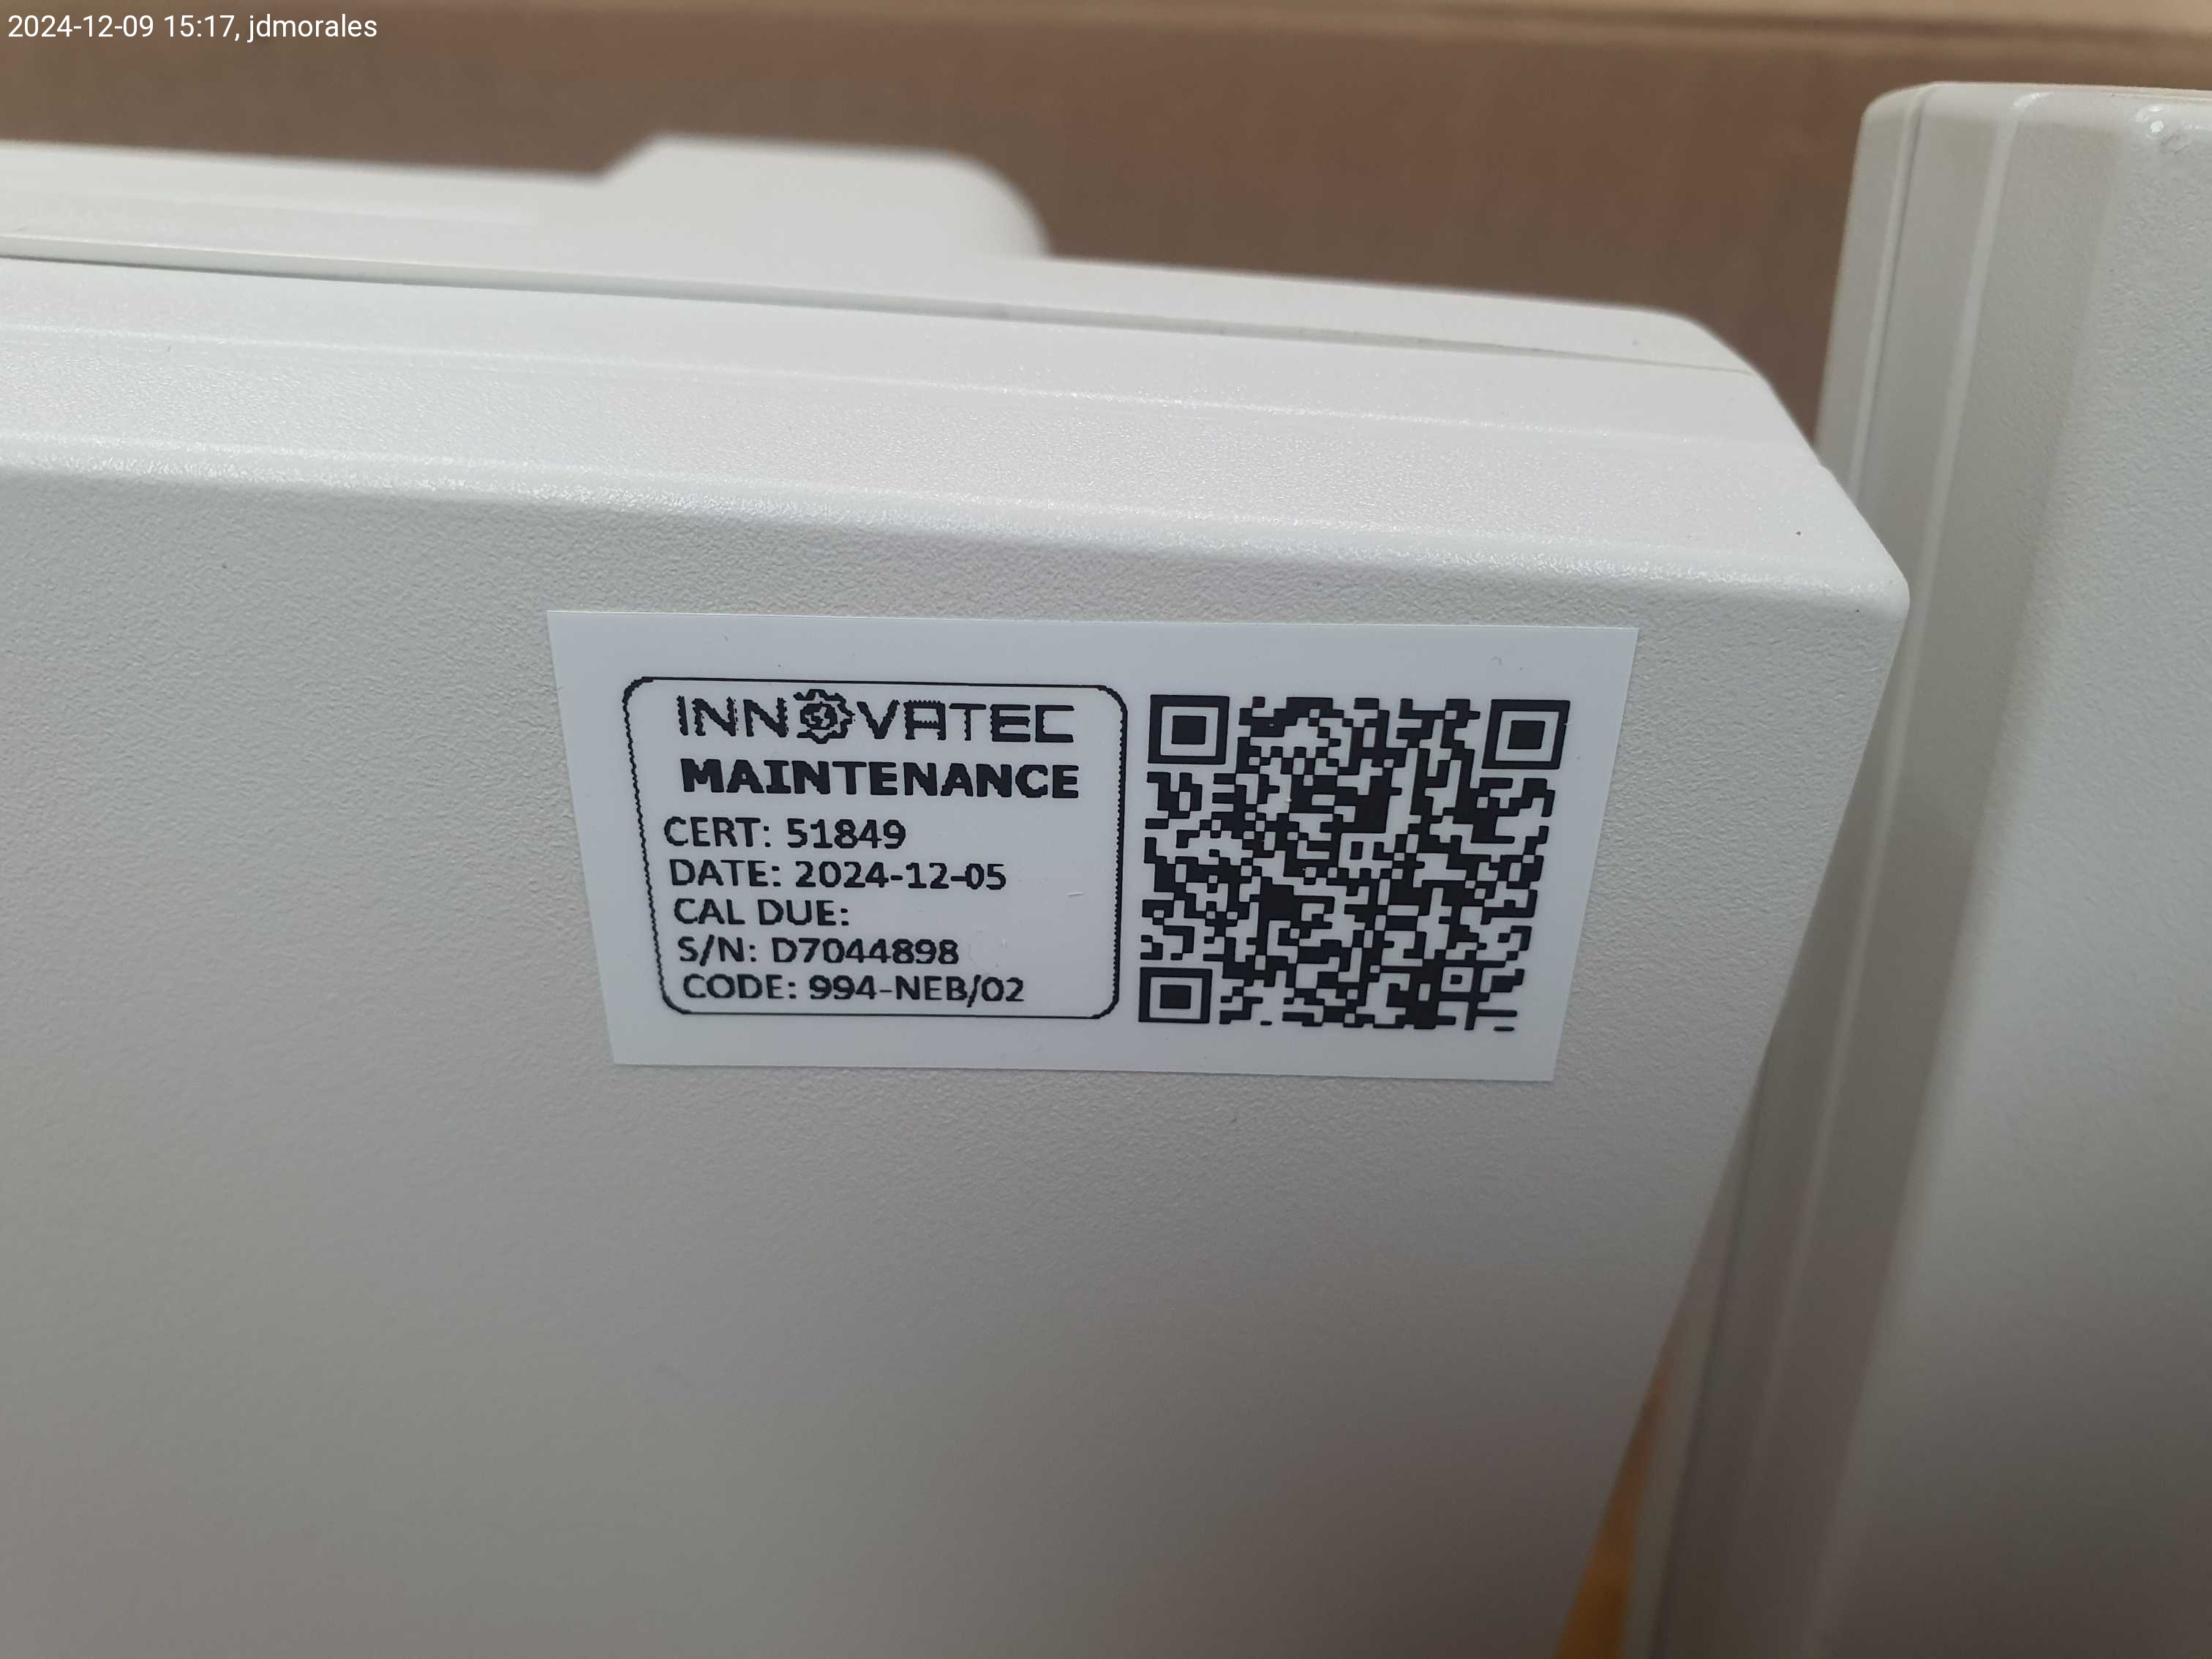 2024-12-09 15:17, jdmorales
INNOVATEC
MAINTENANCE
CERT: 51849
DATE: 2024-12-05
CAL DUE:
S/N: D7044898
CODE: 994-NEB/02